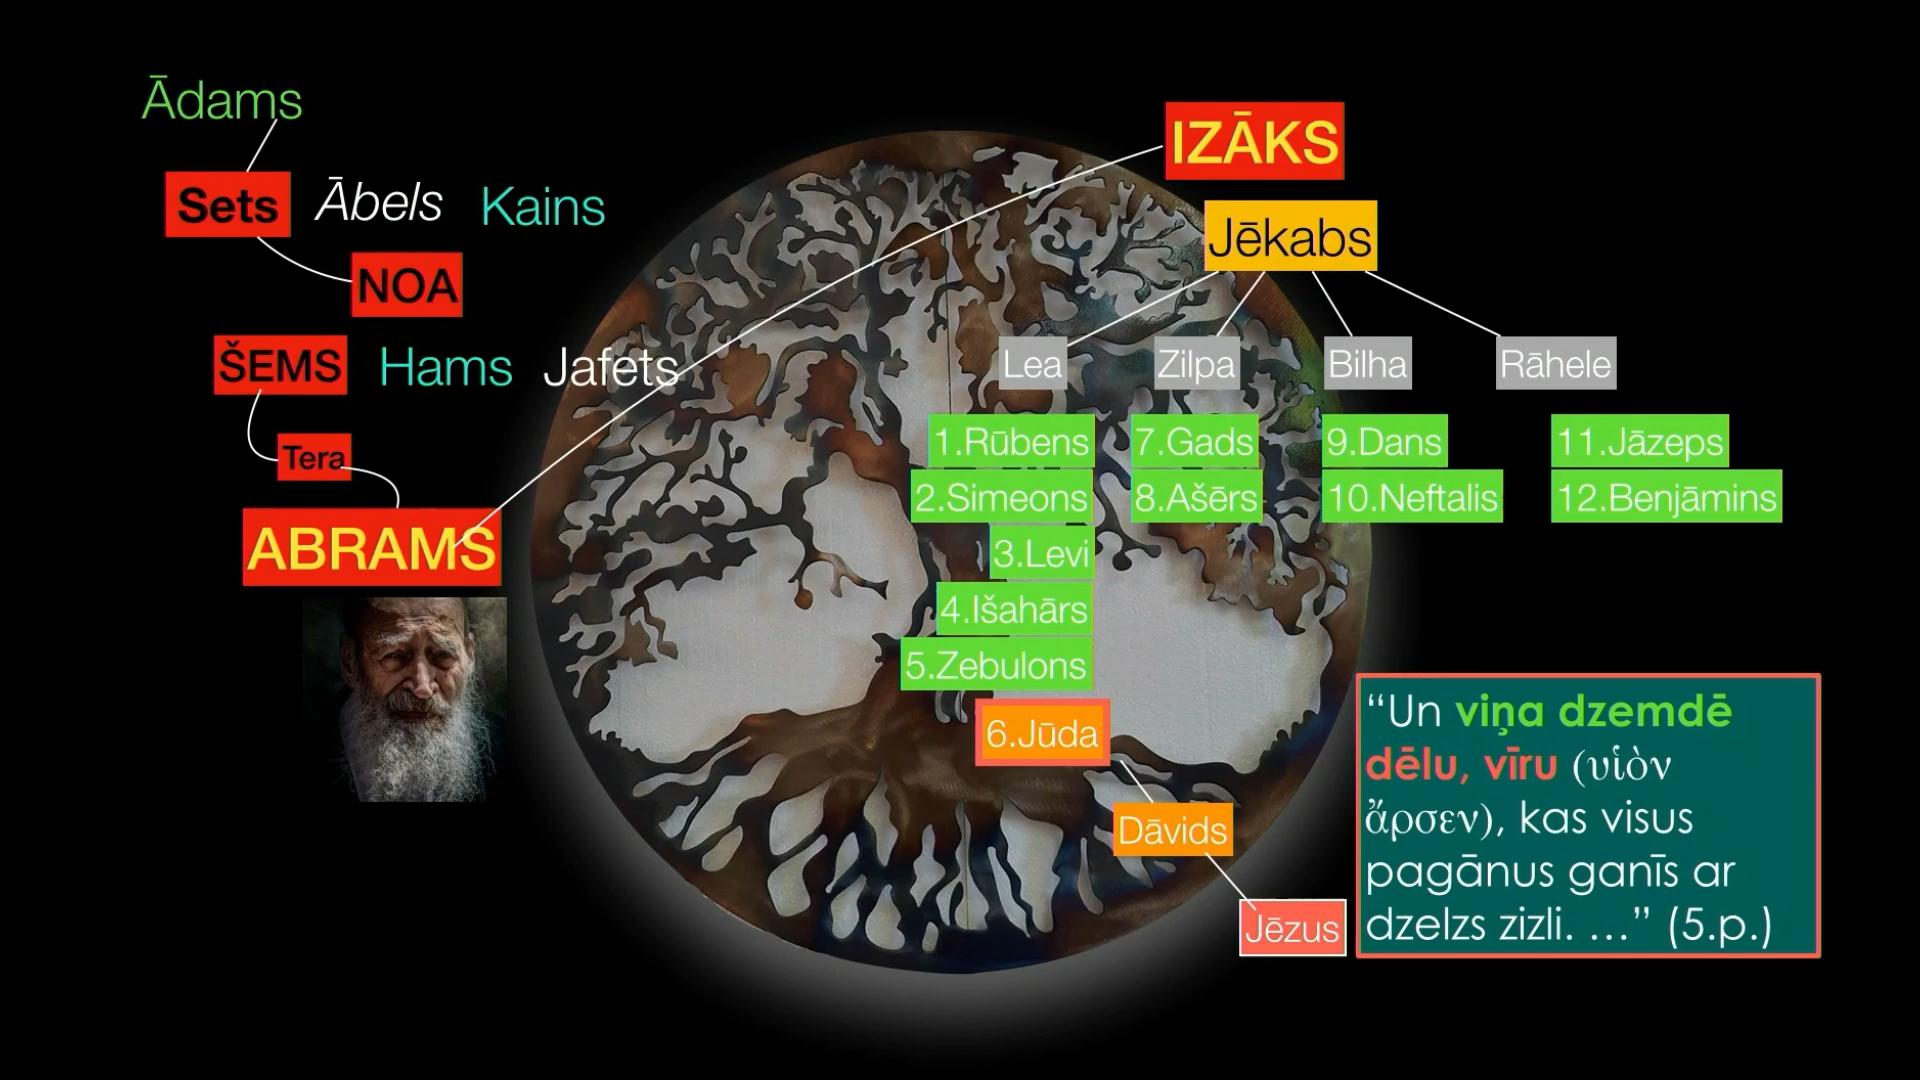 Ādams
Sets Ābels Kains
NOA
ŠEMS Hams Jafets
Tera
ABRAMS
IZĀKS
Jēkabs
Lea Zilpa Bilha Rāhele
1.Rūbens 7.Gads 9.Dans 11.Jāzeps
2.Simeons 8.Ašērs 10.Neftalis 12.Benjāmins
3.Levi
4.Išahārs
5.Zebulons
6.Jūda
Dāvids
Jēzus
“Un viņa dzemdē
dēlu, vīru (υἱὸν
ἄρσεν), kas visus
pagānus ganīs ar
dzelzs zizli. …” (5.p.)